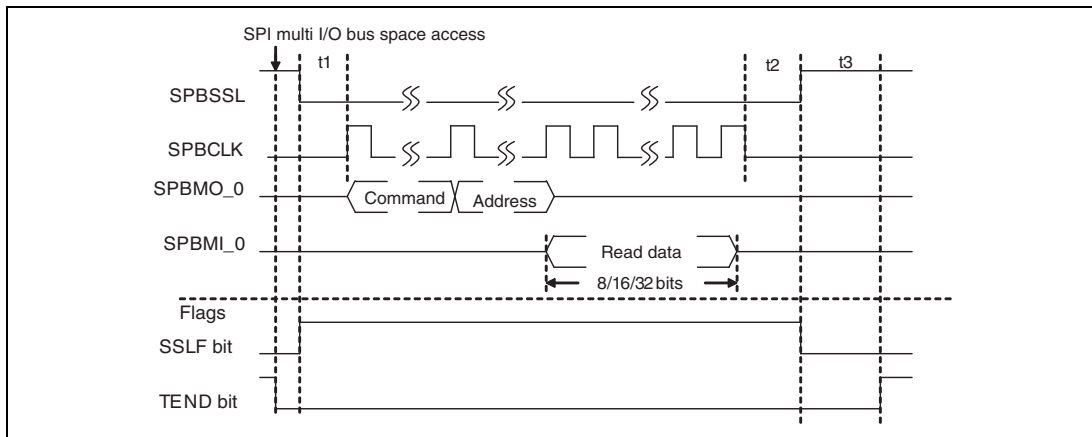 SPI multi I/O bus space access
t1
t2
t3
SPBSSL
SPBCLK
SPBMO_0
Command
Address
SPBMI_0
Read data
8/16/32 bits
Flags
SSLF bit
TEND bit